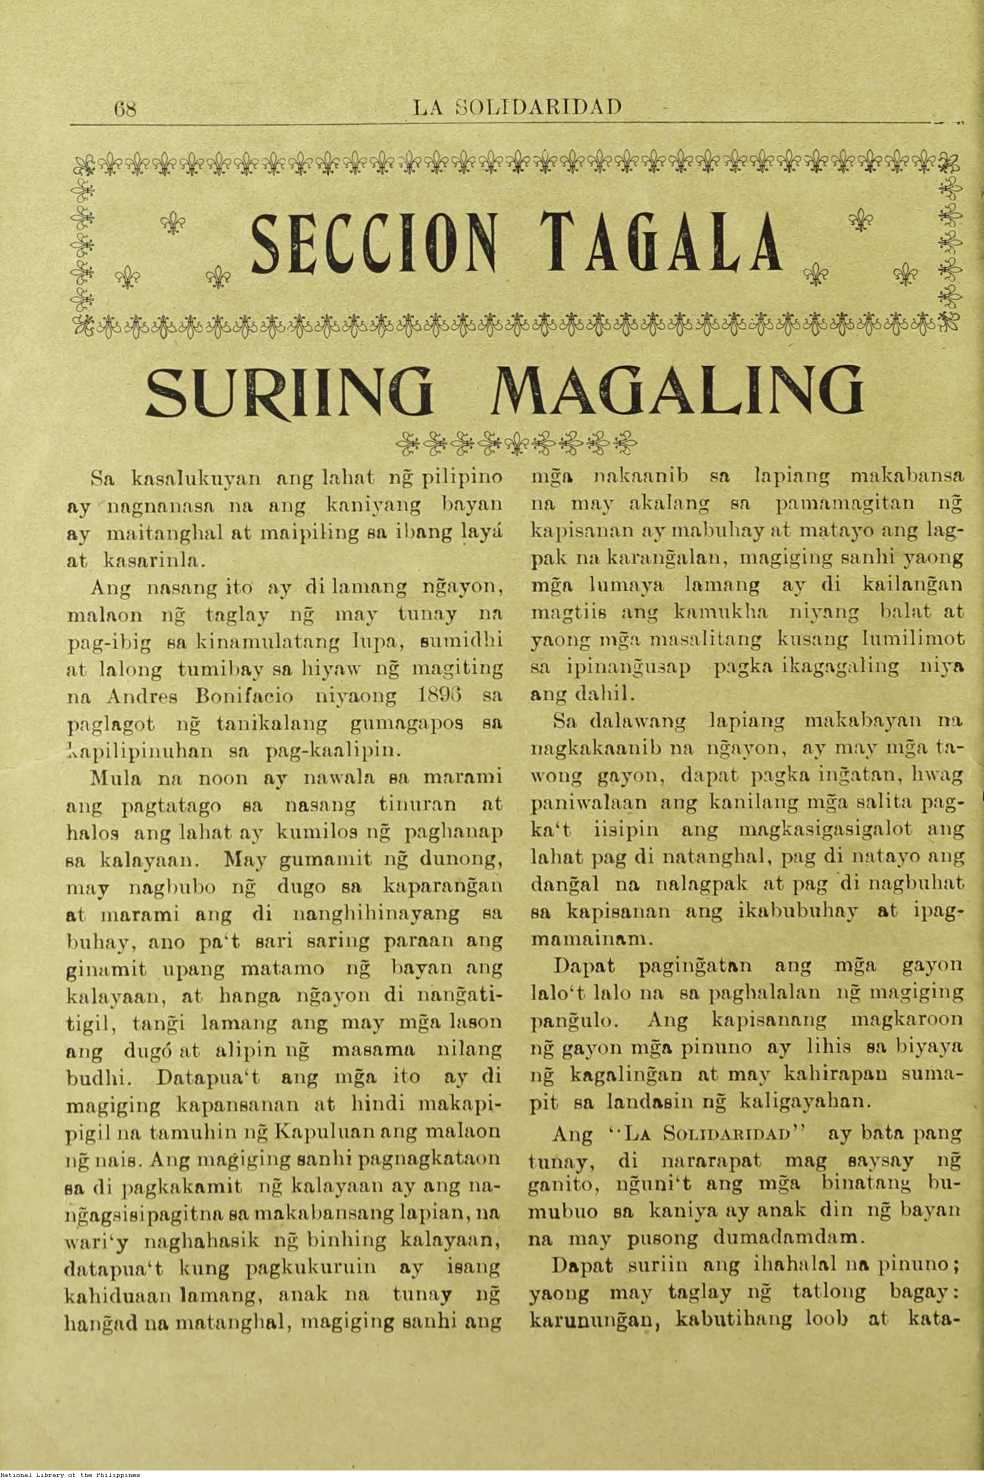 68
LA SOLIDARIDAD
SECCION TAGALA
SURIING MAGALING
Sa kasalukuyan ang lahat ng̃ pilipino
ay nagnanasa na ang kaniyang bayan
ay maitanghal at maipiling sa ibang layá
at kasarinla.
Ang nasang ito ay di lamang ng̃ayon,
malaon ng̃ taglay ng̃ may tunay na
pag-ibig sa kinamulatang lupa, sumidhi
at lalong tumibay sa hiyaw ng̃ magiting
na Andres Bonifacio niyaong 1896 sa
paglagot ng̃ tanikalang gumagapos sa
kapilipinuhan sa pag-kaalipin.
Mula na noon ay nawala sa marami
ang pagtatago sa nasang tinuran at
halos ang lahat ay kumilos ng̃ paghanap
sa kalayaan. May gumamit ng̃ dunong,
may nagbubo ng̃ dugo sa kaparang̃an
at marami ang di nanghihinayang sa
buhay, ano pa‘t sari saring paraan ang
ginamit upang matamo ng̃ bayan ang
kalayaan, at hanga ng̃ayon di nang̃ati-
tigil, tang̃i lamang ang may mg̃a lason
ang dugó at alipin ng̃ masama nilang
budhi. Datapua‘t ang mg̃a ito ay di
magiging kapansanan at hindi makapi-
pigil na tamuhin ng̃ Kapuluan ang malaon
ng̃ nais. Ang magiging sanhi pagnagkataon
sa di pagkakamit ng̃ kalayaan ay ang na-
ng̃agsisipagitna sa makabansang lapian, na
wari‘y naghahasik ng̃ binhing kalayaan,
datapua‘t kung pagkukuruin ay isang
kahiduaan lamang, anak na tunay ng̃
hang̃ad na matanghal, magiging sanhi ang
mg̃a nakaanib sa lapiang makabansa
na may akalang sa pamamagitan ng̃
kapisanan ay mabuhay at matayo ang lag-
pak na karang̃alan, magiging sanhi yaong
mg̃a lumaya lamang ay di kailang̃an
magtiis ang kamukha niyang balat at
yaong mg̃a masalitang kusang lumilimot
sa ipinang̃usap pagka ikagagaling niya
ang dahil.
Sa dalawang lapiang makabayan na
nagkakaanib na ng̃ayon, ay may mg̃a ta-
wong gayon, dapat pagka ing̃atan, hwag
paniwalaan ang kanilang mg̃a salita pag-
ka‘t iisipin ang magkasigasigalot ang
lahat pag di natanghal, pag di natayo ang
dang̃al na nalagpak at pag di nagbuhat
sa kapisanan ang ikabubuhay at ipag-
mamainam.
Dapat paging̃atan ang mg̃a gayon
lalo‘t lalo na sa paghalalan ng̃ magiging
pang̃ulo. Ang kapisanang magkaroon
ng̃ gayon mg̃a pinuno ay lihis sa biyaya
ng̃ kagaling̃an at may kahirapan suma-
pit sa landasin ng̃ kaligayahan.
Ang “LA SOLIDARIDAD” ay bata pang
tunay, di nararapat mag saysay ng̃
ganito, ng̃uni‘t ang mg̃a binatang bu-
mubuo sa kaniya ay anak din ng̃ bayan
na may pusong dumadamdam.
Dapat suriin ang ihahalal na pinuno;
yaong may taglay ng̃ tatlong bagay:
karunung̃an, kabutihang loob at kata-
National Library of the Philippines